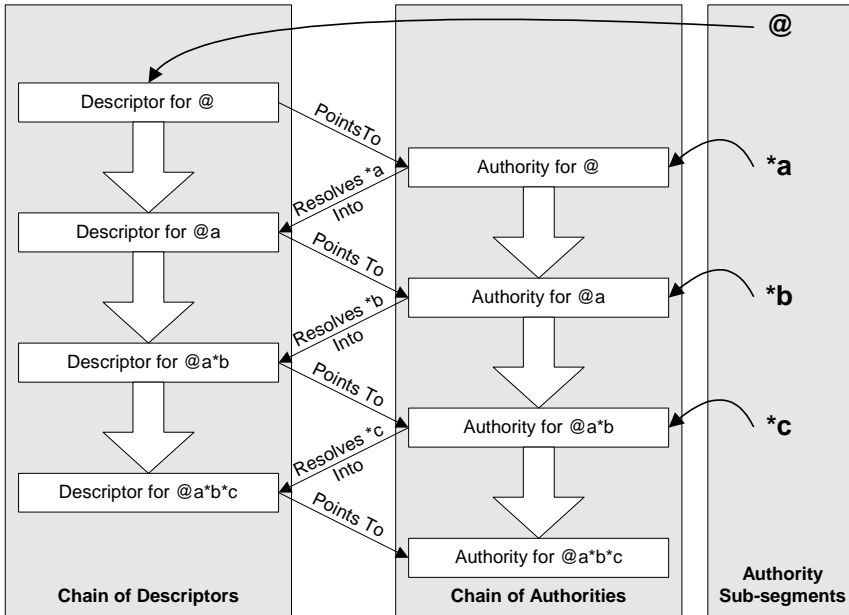 @
Descriptor for @
PointsTo
Authority for @
*a
Resolves *a
Into
Descriptor for @a
Points To
Authority for @a
*b
Resolves *b
Into
Descriptor for @a*b
Points To
Authority for @a*b
*c
Resolves *c
Into
Descriptor for @a*b*c
Points To
Authority for @a*b*c
Chain of Descriptors
Chain of Authorities
Authority
Sub-segments